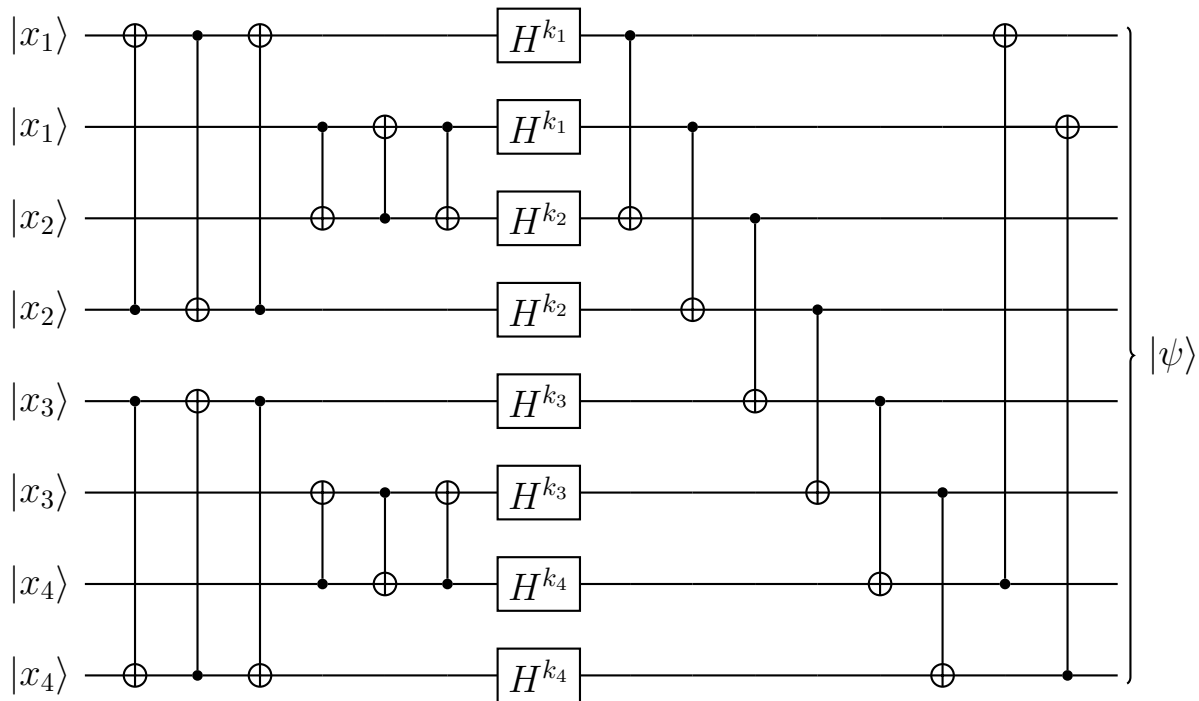 |x₁⟩ H^{k₁}
|x₁⟩ H^{k₁}
|x₂⟩ H^{k₂}
|x₂⟩ H^{k₂}
|ψ⟩
|x₃⟩ H^{k₃}
|x₃⟩ H^{k₃}
|x₄⟩ H^{k₄}
|x₄⟩ H^{k₄}